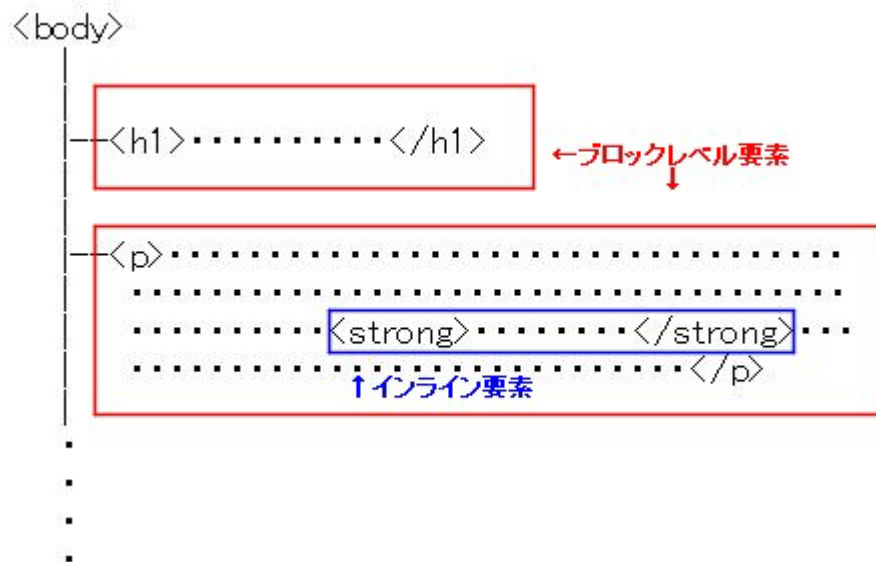 <body>
<h1>・・・・・・・・・・</h1>
←ブロックレベル要素
↓
<p>・・・・・・・・・・・・・・・・・・・・・・・・・・・・・・・・・・・
・・・・・・・・・・・・・・・・・・・・・・・・・・・・・・・・・・・・・
・・・・・・・・・・<strong>・・・・・・・・</strong>・・・
・・・・・・・・・・・・・・・・・・・・・・・・・・・・・</p>
↑インライン要素
・
・
・
・